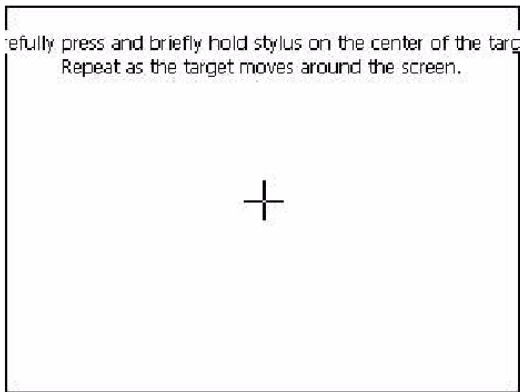 refully press and briefly hold stylus on the center of the targ
Repeat as the target moves around the screen.